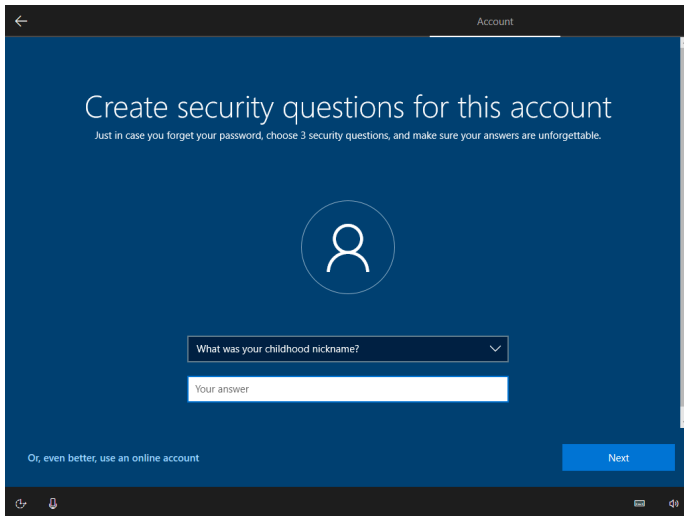 Account
Create security questions for this account
Just in case you forget your password, choose 3 security questions, and make sure your answers are unforgettable.
What was your childhood nickname?
Your answer
Or, even better, use an online account
Next